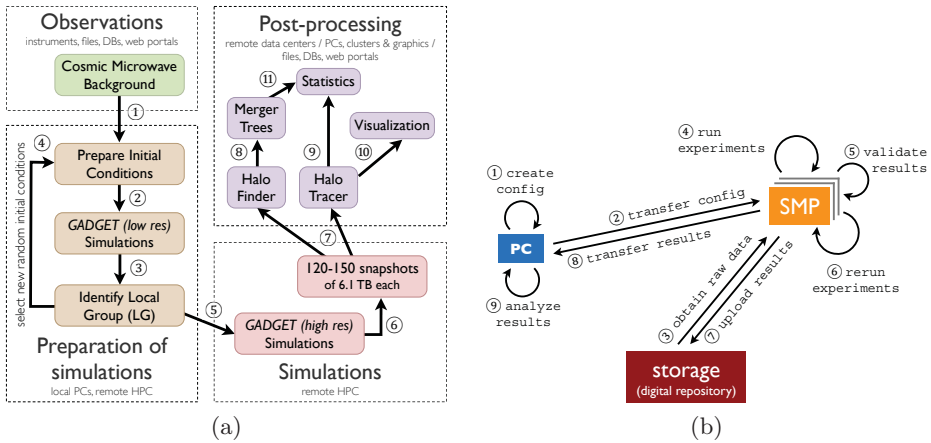 Observations
instruments, files, DBs, web portals
Cosmic Microwave
Background
①
④
Prepare Initial
Conditions
②
GADGET (low res)
Simulations
③
Identify Local
Group (LG)
select new random initial conditions
Preparation of
simulations
local PCs, remote HPC
Post-processing
remote data centers / PCs, clusters & graphics /
files, DBs, web portals
⑪
Statistics
Merger
Trees
Visualization
⑧
⑨
⑩
Halo
Finder
Halo
Tracer
⑦
120-150 snapshots
of 6.1 TB each
⑤
GADGET (high res)
Simulations
⑥
Simulations
remote HPC
(a)
④ run
experiments
⑤ validate
results
① create
config
② transfer config
SMP
PC
⑧ transfer results
⑥ rerun
experiments
⑨ analyze
results
③ obtain raw data
⑦ upload results
storage
(digital repository)
(b)